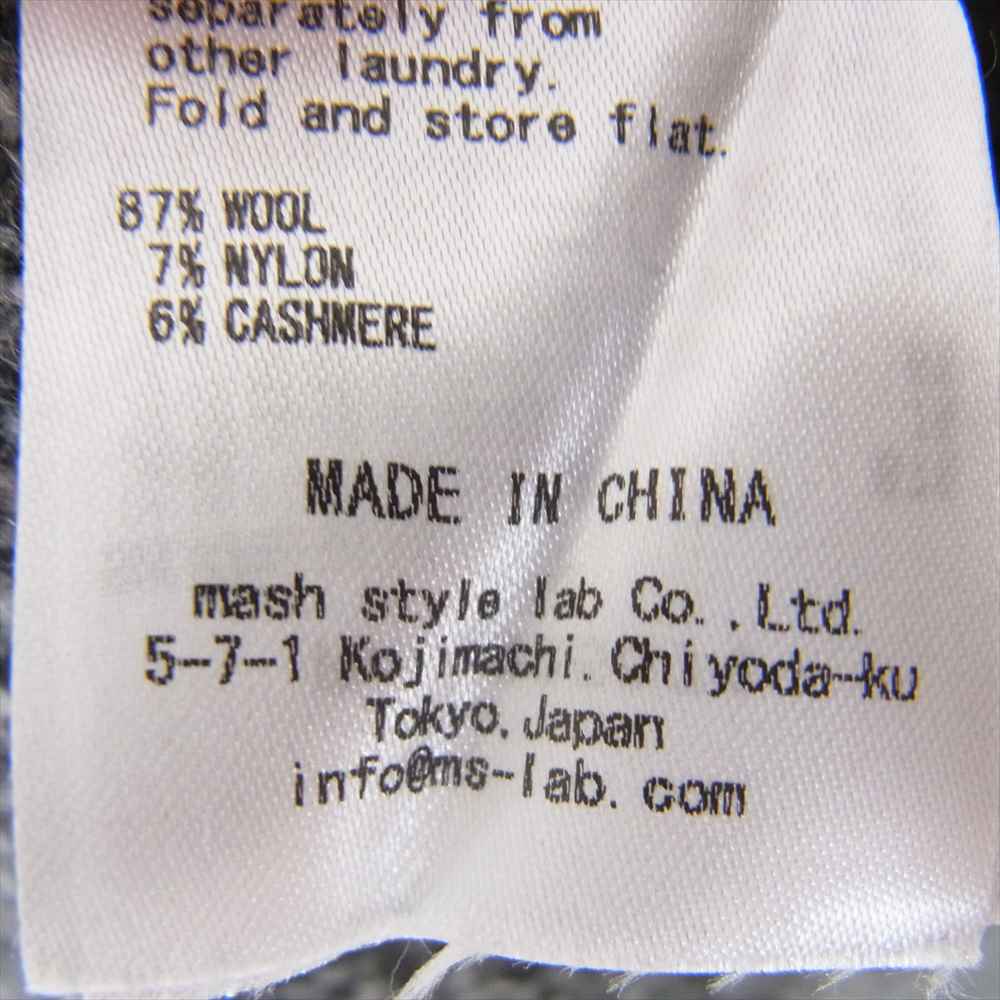 separately from
other laundry.
Fold and store flat.
87% WOOL
7% NYLON
6% CASHMERE
MADE IN CHINA
mash style lab Co.,Ltd.
5-7-1 Kojimachi. Chiyoda-ku
Tokyo. Japan
info@ms-lab.com